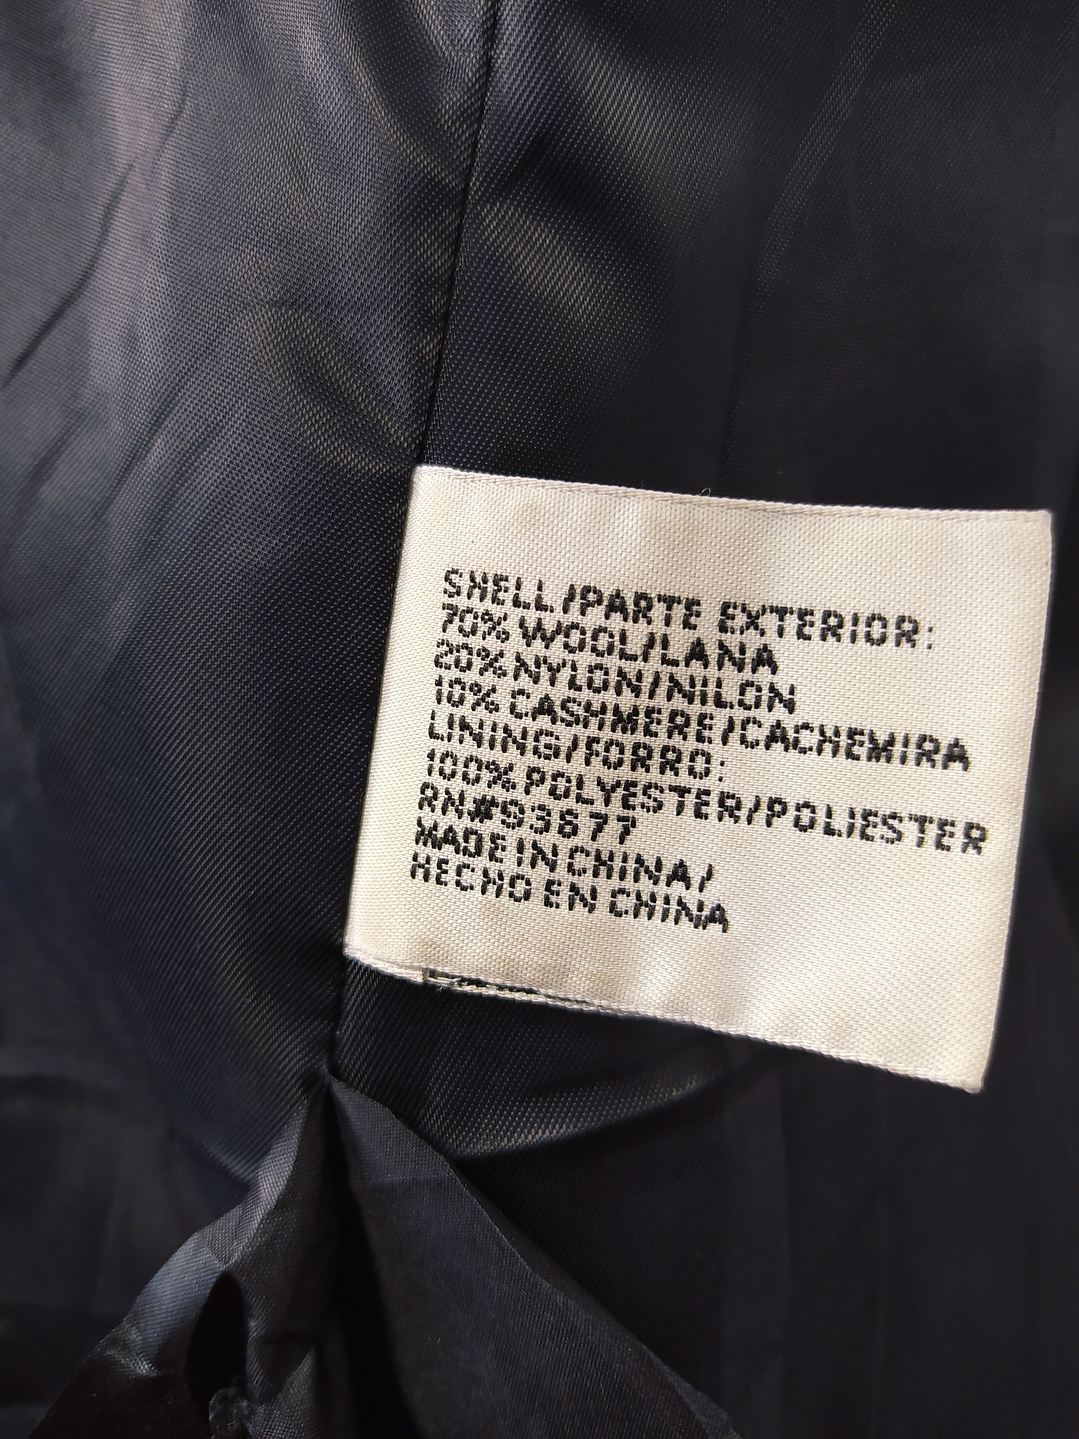 SHELL/PARTE EXTERIOR:
70% WOOL/LANA
20% NYLON/NILON
10% CASHMERE/CACHEMIRA
LINING/FORRO:
100% POLYESTER/POLIESTER
RN#93677
MADE IN CHINA/
HECHO EN CHINA